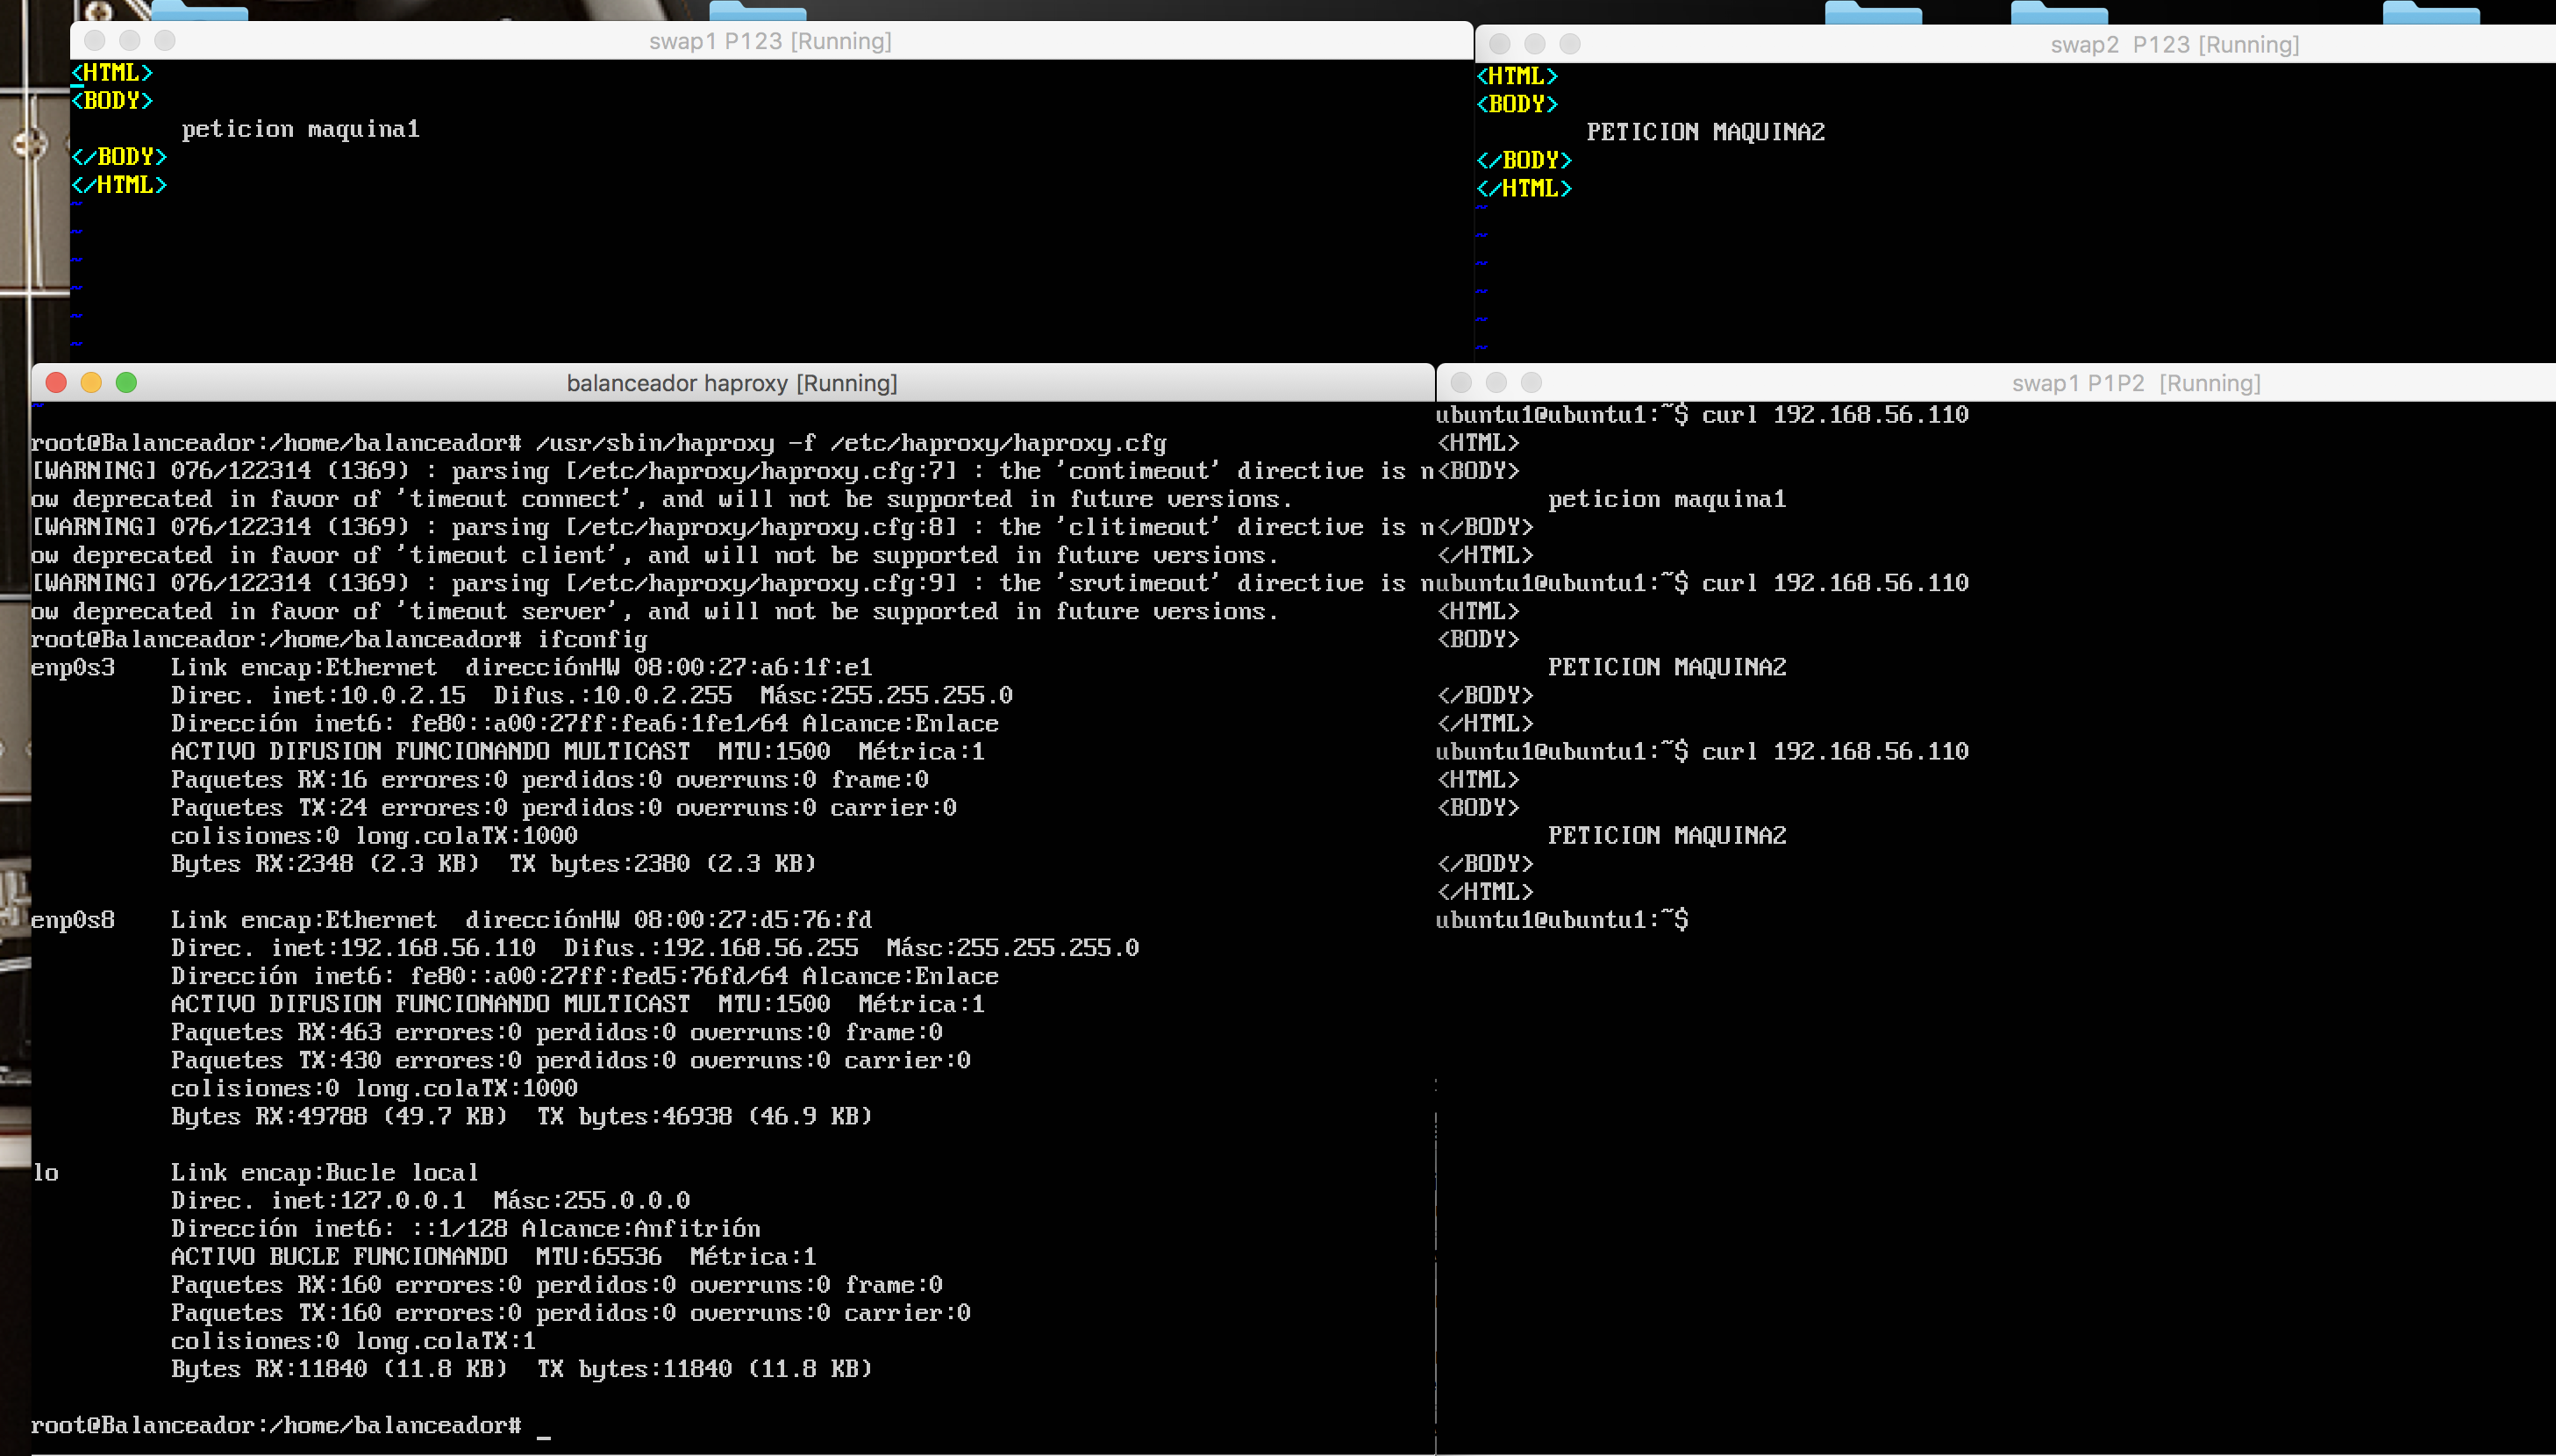 swap1 P123 [Running]
<HTML>
<BODY>
        peticion maquina1
</BODY>
</HTML>
~
~
~
~
~
~
swap2  P123 [Running]
<HTML>
<BODY>
        PETICION MAQUINA2
</BODY>
</HTML>
~
~
~
~
~
~
balanceador haproxy [Running]
~
root@Balanceador:/home/balanceador# /usr/sbin/haproxy -f /etc/haproxy/haproxy.cfg
[WARNING] 076/122314 (1369) : parsing [/etc/haproxy/haproxy.cfg:7] : the 'contimeout' directive is n
ow deprecated in favor of 'timeout connect', and will not be supported in future versions.
[WARNING] 076/122314 (1369) : parsing [/etc/haproxy/haproxy.cfg:8] : the 'clitimeout' directive is n
ow deprecated in favor of 'timeout client', and will not be supported in future versions.
[WARNING] 076/122314 (1369) : parsing [/etc/haproxy/haproxy.cfg:9] : the 'srvtimeout' directive is n
ow deprecated in favor of 'timeout server', and will not be supported in future versions.
root@Balanceador:/home/balanceador# ifconfig
enp0s3    Link encap:Ethernet  direcciónHW 08:00:27:a6:1f:e1
          Direc. inet:10.0.2.15  Difus.:10.0.2.255  Másc:255.255.255.0
          Dirección inet6: fe80::a00:27ff:fea6:1fe1/64 Alcance:Enlace
          ACTIVO DIFUSION FUNCIONANDO MULTICAST  MTU:1500  Métrica:1
          Paquetes RX:16 errores:0 perdidos:0 overruns:0 frame:0
          Paquetes TX:24 errores:0 perdidos:0 overruns:0 carrier:0
          colisiones:0 long.colaTX:1000
          Bytes RX:2348 (2.3 KB)  TX bytes:2380 (2.3 KB)
enp0s8    Link encap:Ethernet  direcciónHW 08:00:27:d5:76:fd
          Direc. inet:192.168.56.110  Difus.:192.168.56.255  Másc:255.255.255.0
          Dirección inet6: fe80::a00:27ff:fed5:76fd/64 Alcance:Enlace
          ACTIVO DIFUSION FUNCIONANDO MULTICAST  MTU:1500  Métrica:1
          Paquetes RX:463 errores:0 perdidos:0 overruns:0 frame:0
          Paquetes TX:430 errores:0 perdidos:0 overruns:0 carrier:0
          colisiones:0 long.colaTX:1000
          Bytes RX:49788 (49.7 KB)  TX bytes:46938 (46.9 KB)
lo        Link encap:Bucle local
          Direc. inet:127.0.0.1  Másc:255.0.0.0
          Dirección inet6: ::1/128 Alcance:Anfitrión
          ACTIVO BUCLE FUNCIONANDO  MTU:65536  Métrica:1
          Paquetes RX:160 errores:0 perdidos:0 overruns:0 frame:0
          Paquetes TX:160 errores:0 perdidos:0 overruns:0 carrier:0
          colisiones:0 long.colaTX:1
          Bytes RX:11840 (11.8 KB)  TX bytes:11840 (11.8 KB)
root@Balanceador:/home/balanceador# _
swap1 P1P2  [Running]
ubuntu1@ubuntu1:~$ curl 192.168.56.110
<HTML>
<BODY>
        peticion maquina1
</BODY>
</HTML>
ubuntu1@ubuntu1:~$ curl 192.168.56.110
<HTML>
<BODY>
        PETICION MAQUINA2
</BODY>
</HTML>
ubuntu1@ubuntu1:~$ curl 192.168.56.110
<HTML>
<BODY>
        PETICION MAQUINA2
</BODY>
</HTML>
ubuntu1@ubuntu1:~$